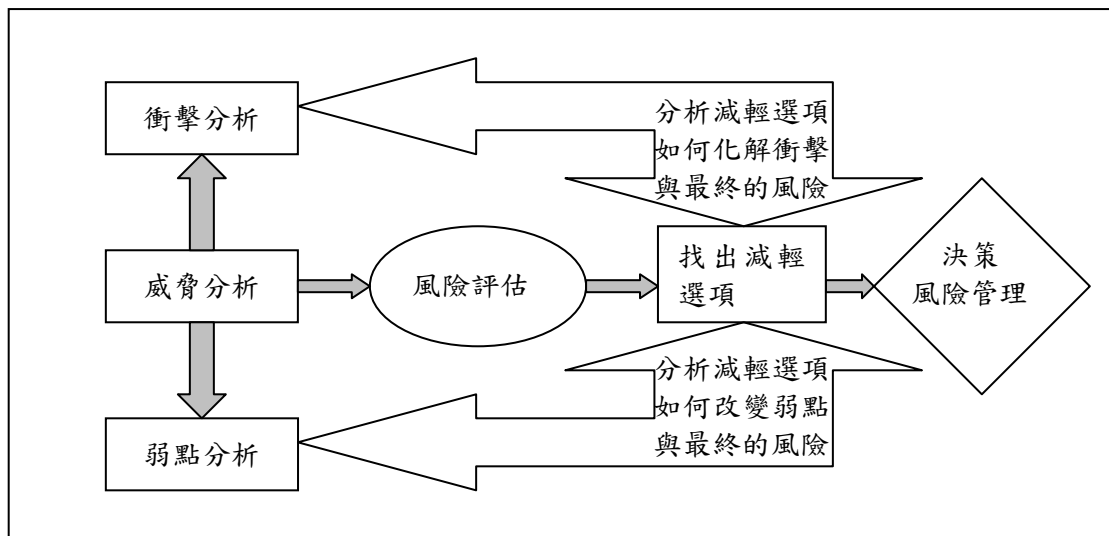 衝擊分析
分析減輕選項
如何化解衝擊
與最終的風險
威脅分析
風險評估
找出減輕
選項
決策
風險管理
分析減輕選項
如何改變弱點
與最終的風險
弱點分析